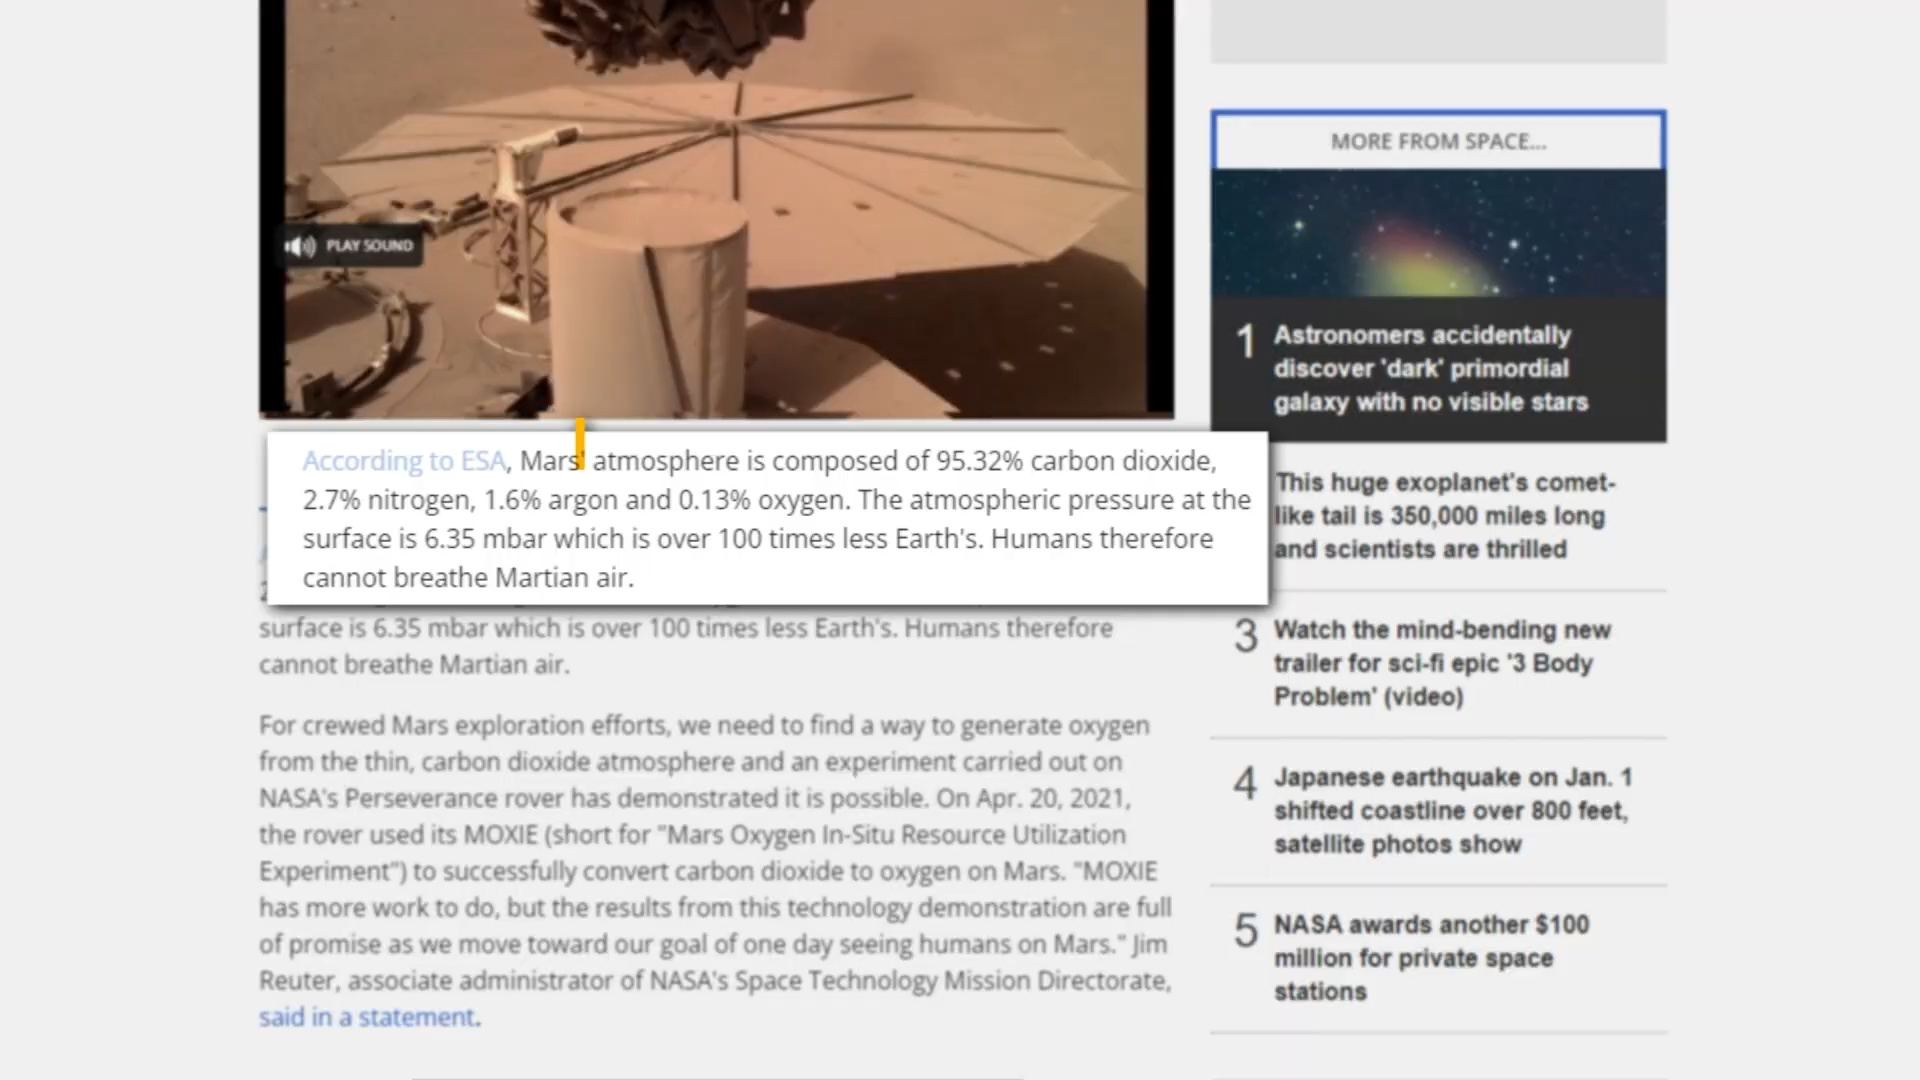 PLAY SOUND
According to ESA, Mars' atmosphere is composed of 95.32% carbon dioxide,
2.7% nitrogen, 1.6% argon and 0.13% oxygen. The atmospheric pressure at the
surface is 6.35 mbar which is over 100 times less Earth's. Humans therefore
cannot breathe Martian air.
surface is 6.35 mbar which is over 100 times less Earth's. Humans therefore
cannot breathe Martian air.
For crewed Mars exploration efforts, we need to find a way to generate oxygen
from the thin, carbon dioxide atmosphere and an experiment carried out on
NASA's Perseverance rover has demonstrated it is possible. On Apr. 20, 2021,
the rover used its MOXIE (short for "Mars Oxygen In-Situ Resource Utilization
Experiment") to successfully convert carbon dioxide to oxygen on Mars. "MOXIE
has more work to do, but the results from this technology demonstration are full
of promise as we move toward our goal of one day seeing humans on Mars." Jim
Reuter, associate administrator of NASA's Space Technology Mission Directorate,
said in a statement.
MORE FROM SPACE...
1 Astronomers accidentally
discover 'dark' primordial
galaxy with no visible stars
This huge exoplanet's comet-
like tail is 350,000 miles long
and scientists are thrilled
3 Watch the mind-bending new
trailer for sci-fi epic '3 Body
Problem' (video)
4 Japanese earthquake on Jan. 1
shifted coastline over 800 feet,
satellite photos show
5 NASA awards another $100
million for private space
stations